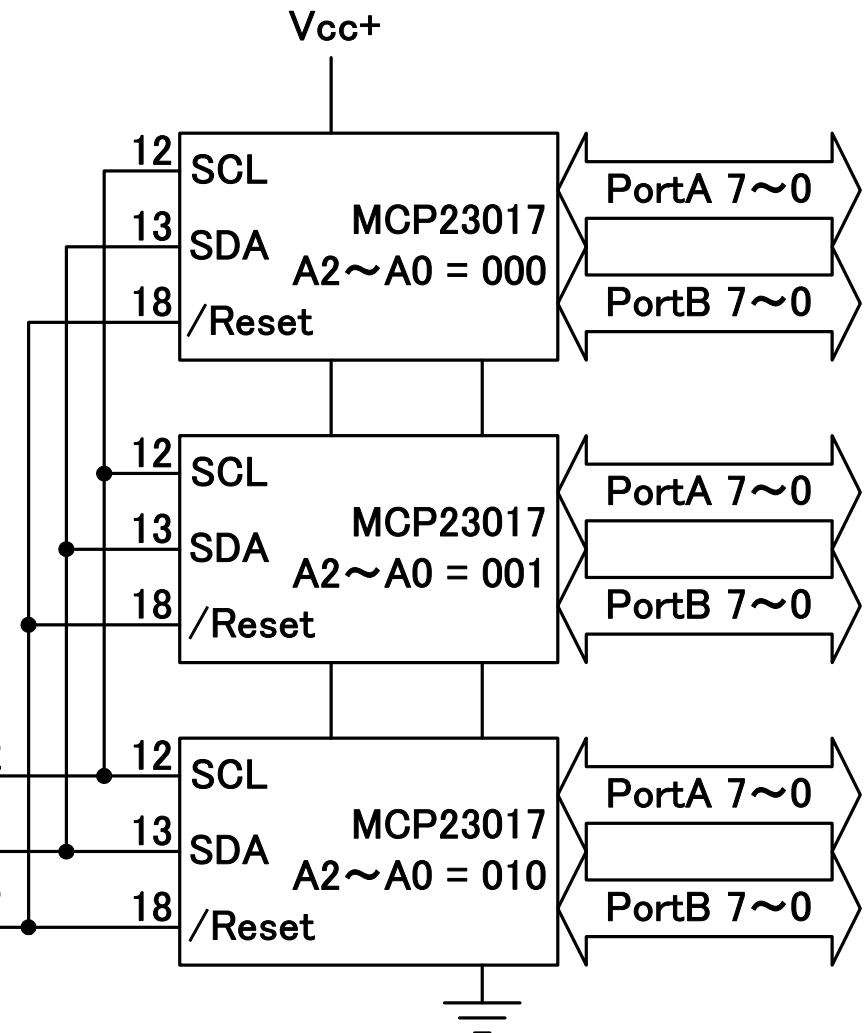 Vcc+
12
SCL
13
SDA
18
/Reset
MCP23017
A2～A0 = 000
PortA 7～0
PortB 7～0
12
SCL
13
SDA
18
/Reset
MCP23017
A2～A0 = 001
PortA 7～0
PortB 7～0
12
SCL
13
SDA
18
/Reset
MCP23017
A2～A0 = 010
PortA 7～0
PortB 7～0